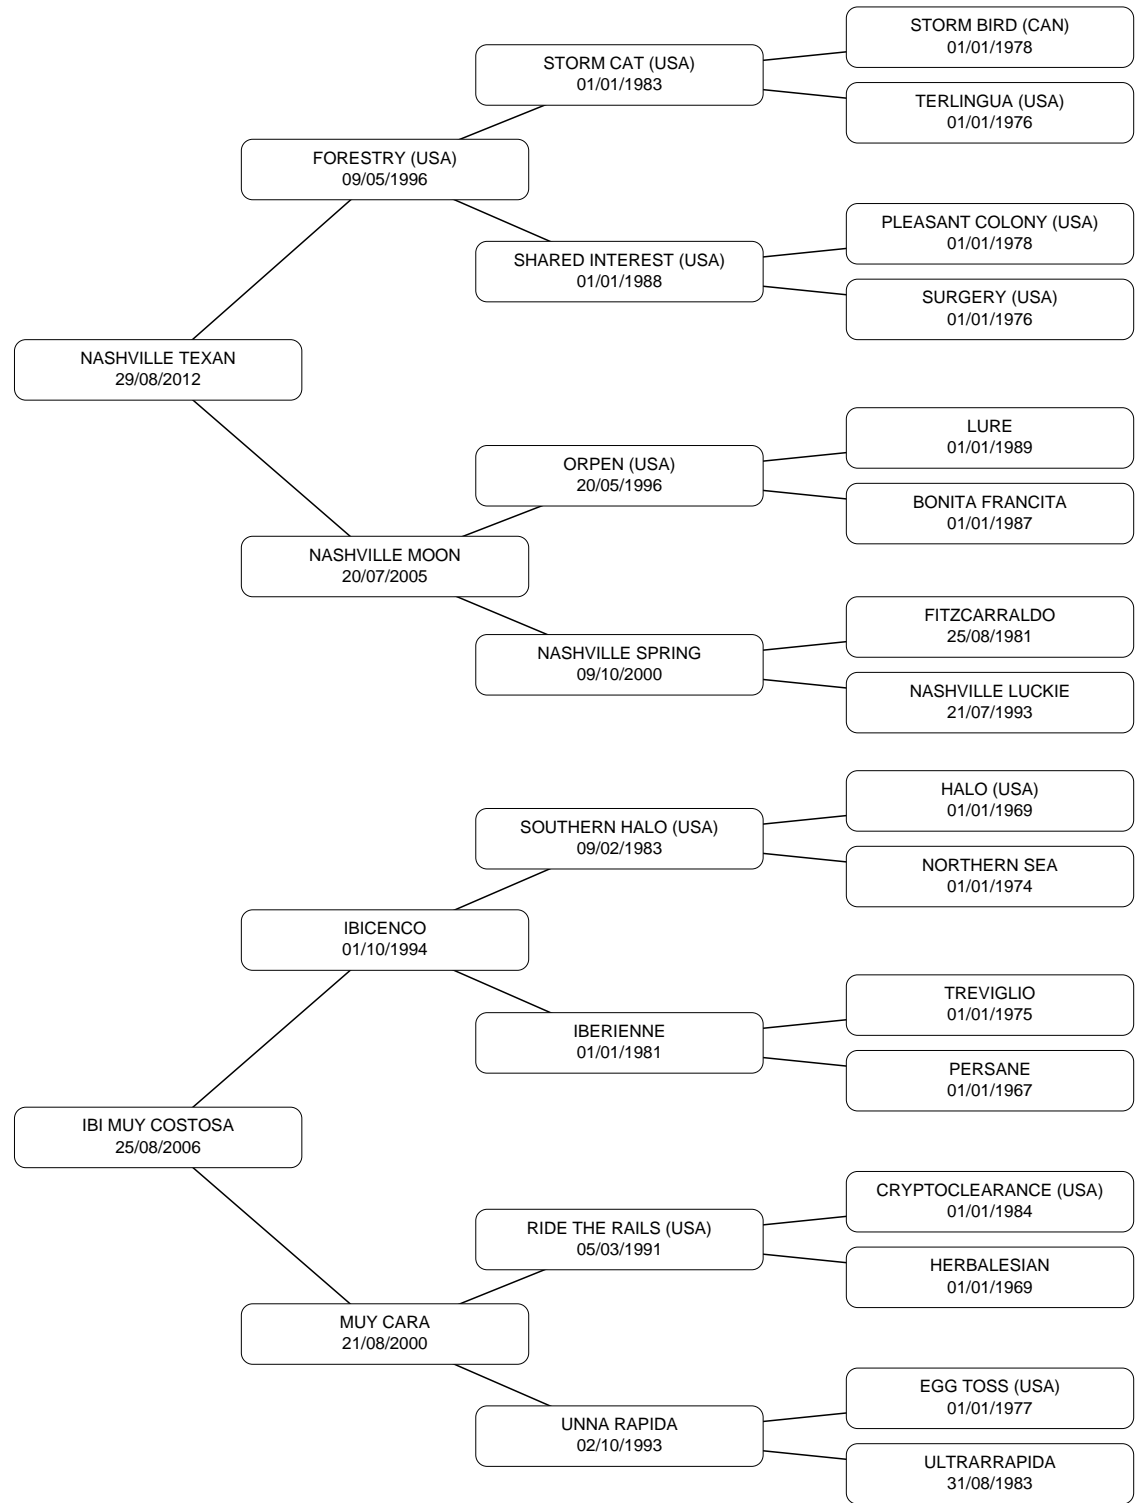 STORM BIRD (CAN)
01/01/1978
STORM CAT (USA)
01/01/1983
TERLINGUA (USA)
01/01/1976
FORESTRY (USA)
09/05/1996
PLEASANT COLONY (USA)
01/01/1978
SHARED INTEREST (USA)
01/01/1988
SURGERY (USA)
01/01/1976
NASHVILLE TEXAN
29/08/2012
LURE
01/01/1989
ORPEN (USA)
20/05/1996
BONITA FRANCITA
01/01/1987
NASHVILLE MOON
20/07/2005
FITZCARRALDO
25/08/1981
NASHVILLE SPRING
09/10/2000
NASHVILLE LUCKIE
21/07/1993
HALO (USA)
01/01/1969
SOUTHERN HALO (USA)
09/02/1983
NORTHERN SEA
01/01/1974
IBICENCO
01/10/1994
TREVIGLIO
01/01/1975
IBERIENNE
01/01/1981
PERSANE
01/01/1967
IBI MUY COSTOSA
25/08/2006
CRYPTOCLEARANCE (USA)
01/01/1984
RIDE THE RAILS (USA)
05/03/1991
HERBALESIAN
01/01/1969
MUY CARA
21/08/2000
EGG TOSS (USA)
01/01/1977
UNNA RAPIDA
02/10/1993
ULTRARRAPIDA
31/08/1983